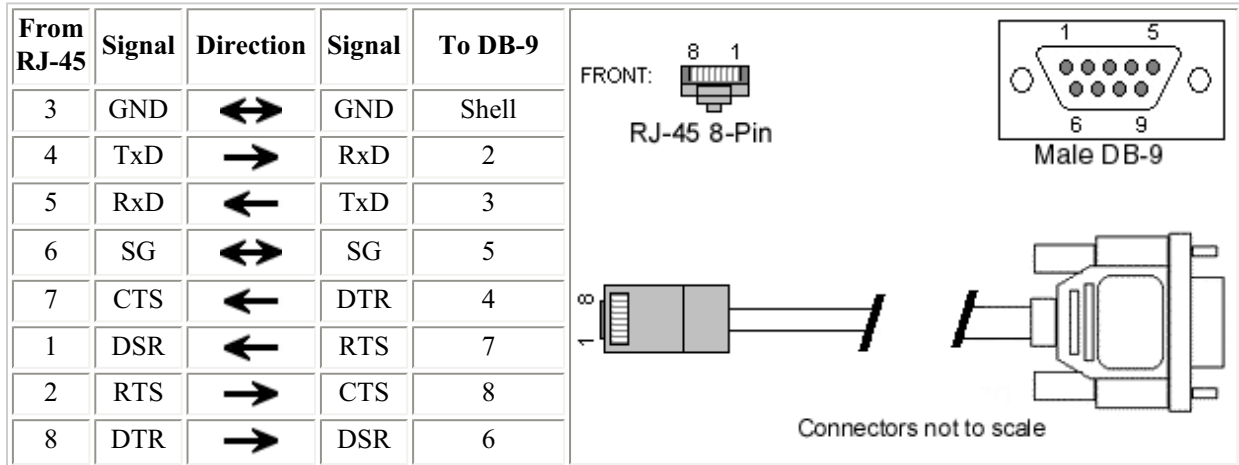 From RJ-45 Signal Direction Signal To DB-9
3 GND GND Shell
4 TxD RxD 2
5 RxD TxD 3
6 SG SG 5
7 CTS DTR 4
1 DSR RTS 7
2 RTS CTS 8
8 DTR DSR 6
8 1
FRONT:
RJ-45 8-Pin
1 5
6 9
Male DB-9
8
1
Connectors not to scale